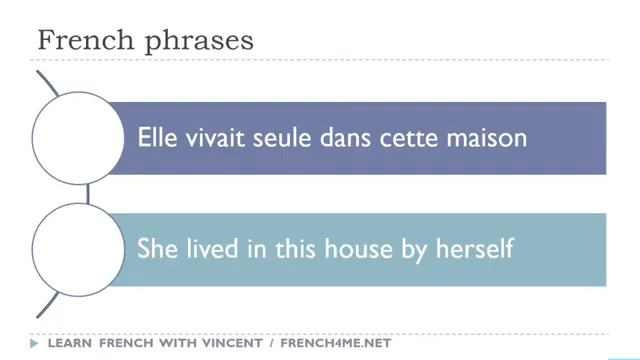 French phrases
Elle vivait seule dans cette maison
She lived in this house by herself
LEARN FRENCH WITH VINCENT / FRENCH4ME.NET